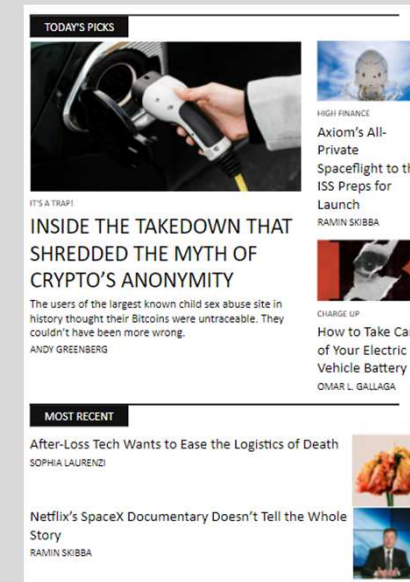 TODAY'S PICKS
IT'S A TRAP!
INSIDE THE TAKEDOWN THAT
SHREDDED THE MYTH OF
CRYPTO'S ANONYMITY
The users of the largest known child sex abuse site in
history thought their Bitcoins were untraceable. They
couldn't have been more wrong.
ANDY GREENBERG
HIGH FINANCE
Axiom's All-
Private
Spaceflight to th
ISS Preps for
Launch
RAMIN SKIBBA
CHARGE UP
How to Take Car
of Your Electric
Vehicle Battery
OMAR L. GALLAGA
MOST RECENT
After-Loss Tech Wants to Ease the Logistics of Death
SOPHIA LAURENZI
Netflix's SpaceX Documentary Doesn't Tell the Whole
Story
RAMIN SKIBBA